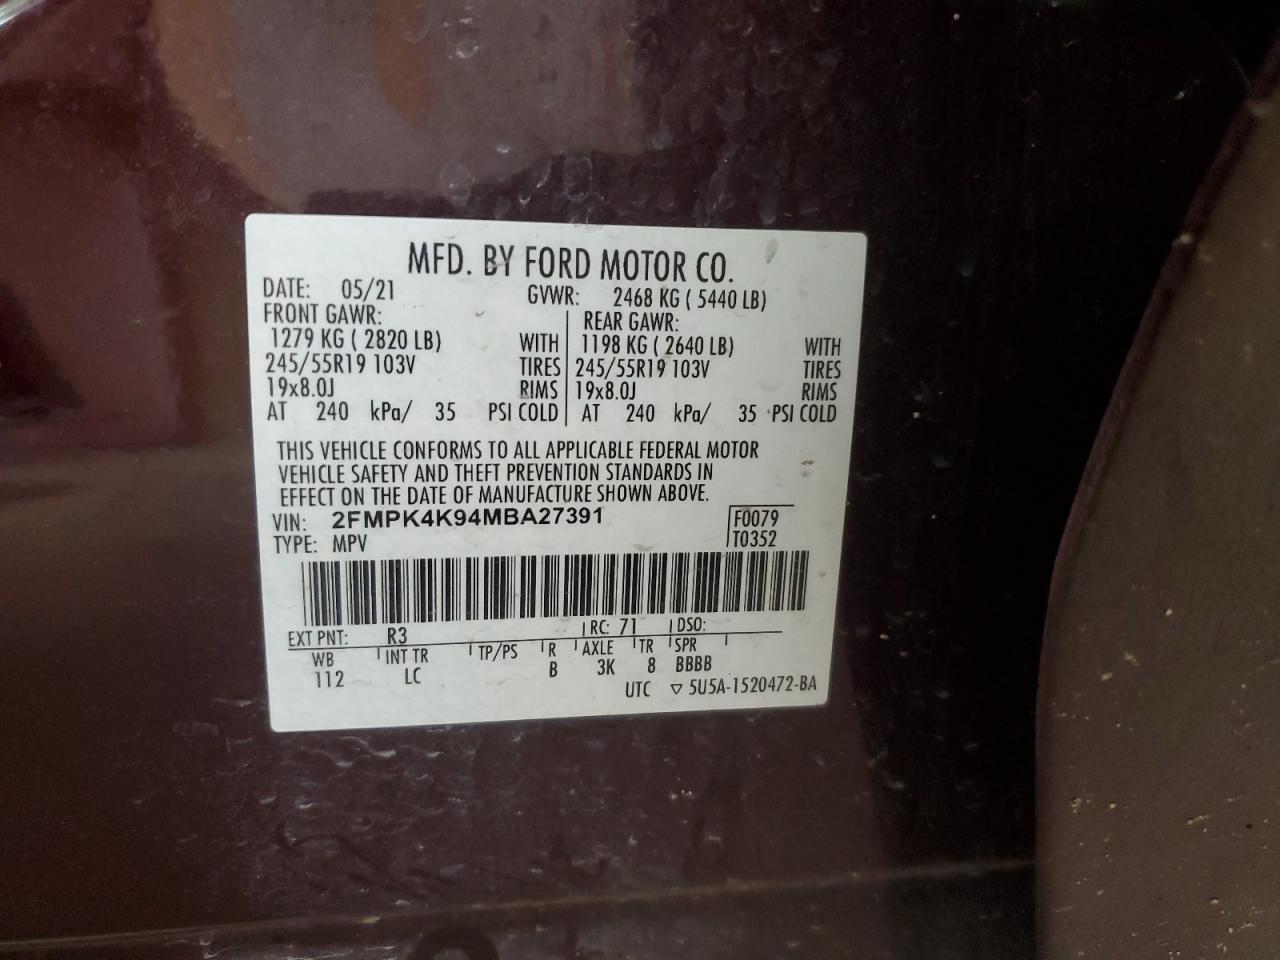 MFD. BY FORD MOTOR CO.
DATE: 05/21 GVWR: 2468 KG ( 5440 LB)
FRONT GAWR: REAR GAWR:
1279 KG ( 2820 LB) WITH 1198 KG ( 2640 LB) WITH
245/55R19 103V TIRES 245/55R19 103V TIRES
19x8.0J RIMS 19x8.0J RIMS
AT 240 kPa/ 35 PSI COLD AT 240 kPa/ 35 PSI COLD
THIS VEHICLE CONFORMS TO ALL APPLICABLE FEDERAL MOTOR
VEHICLE SAFETY AND THEFT PREVENTION STANDARDS IN
EFFECT ON THE DATE OF MANUFACTURE SHOWN ABOVE.
VIN: 2FMPK4K94MBA27391 F0079
TYPE: MPV T0352
EXT PNT: R3 RC: 71 DSO:
WB INT TR TP/PS R AXLE TR SPR
112 LC B 3K 8 BBBB
UTC ▽ 5U5A-1520472-BA